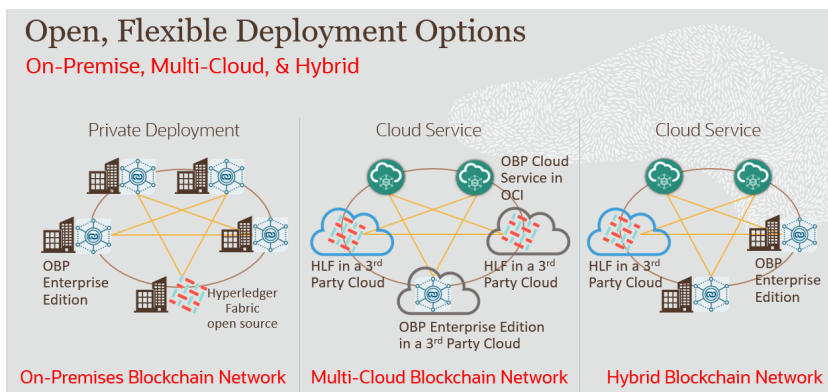 Open, Flexible Deployment Options
On-Premise, Multi-Cloud, & Hybrid
Private Deployment
OBP
Enterprise
Edition
Hyperledger
Fabric
open source
On-Premises Blockchain Network
Cloud Service
OBP Cloud
Service in
OCI
HLF in a 3rd
Party Cloud
HLF in a 3rd
Party Cloud
OBP Enterprise Edition
in a 3rd Party Cloud
Multi-Cloud Blockchain Network
Cloud Service
HLF in a 3rd
Party Cloud
OBP
Enterprise
Edition
Hybrid Blockchain Network